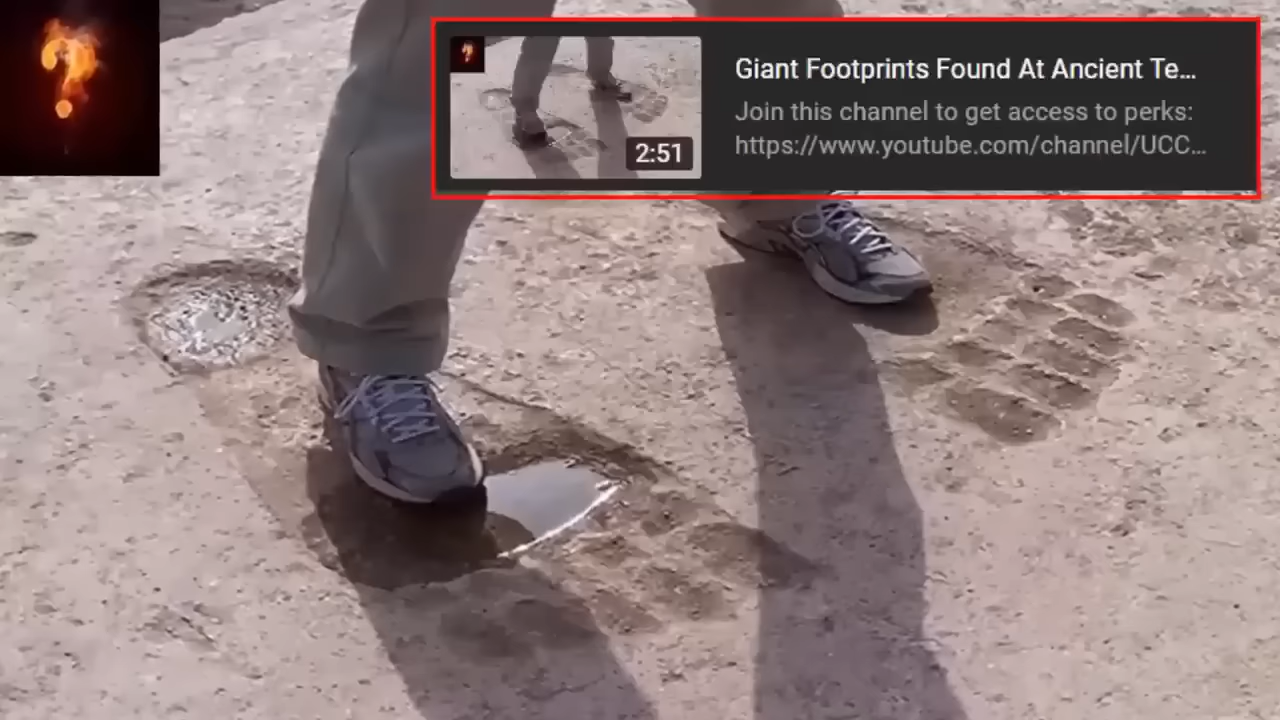 Giant Footprints Found At Ancient Te...
Join this channel to get access to perks:
https://www.youtube.com/channel/UCC...
2:51